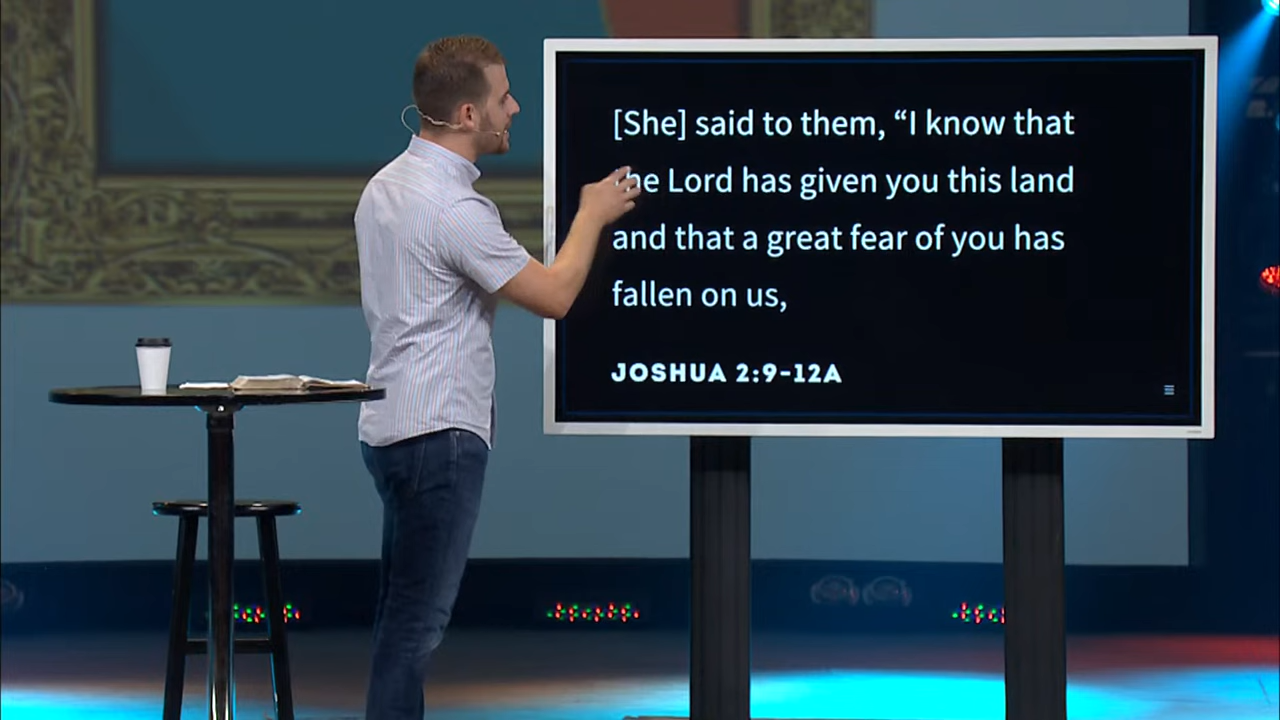 [She] said to them, “I know that
he Lord has given you this land
and that a great fear of you has
fallen on us,
JOSHUA 2:9-12A